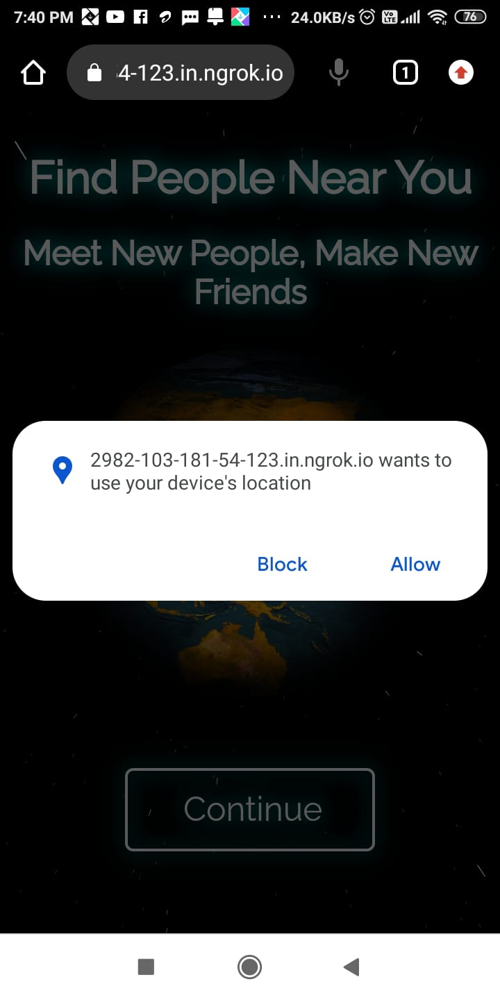 7:40 PM 24.0KB/s Vo LTE 76
4-123.in.ngrok.io 1
Find People Near You
Meet New People, Make New
Friends
2982-103-181-54-123.in.ngrok.io wants to
use your device's location
Block Allow
Continue